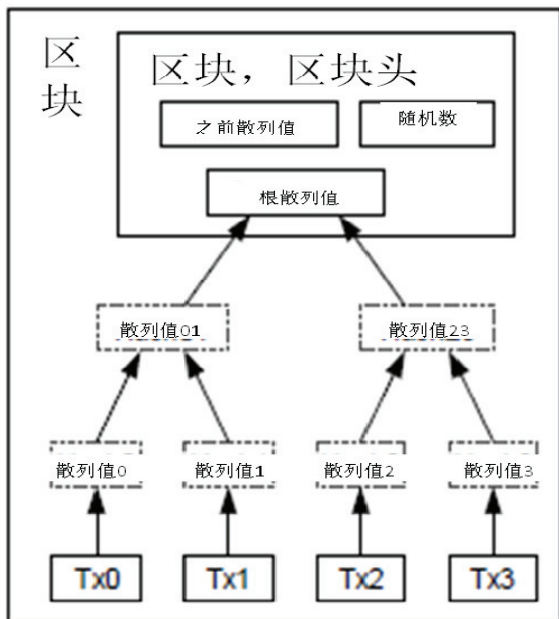 区
块
区块，区块头
之前散列值
随机数
根散列值
散列值01
散列值23
散列值0
散列值1
散列值2
散列值3
Tx0
Tx1
Tx2
Tx3